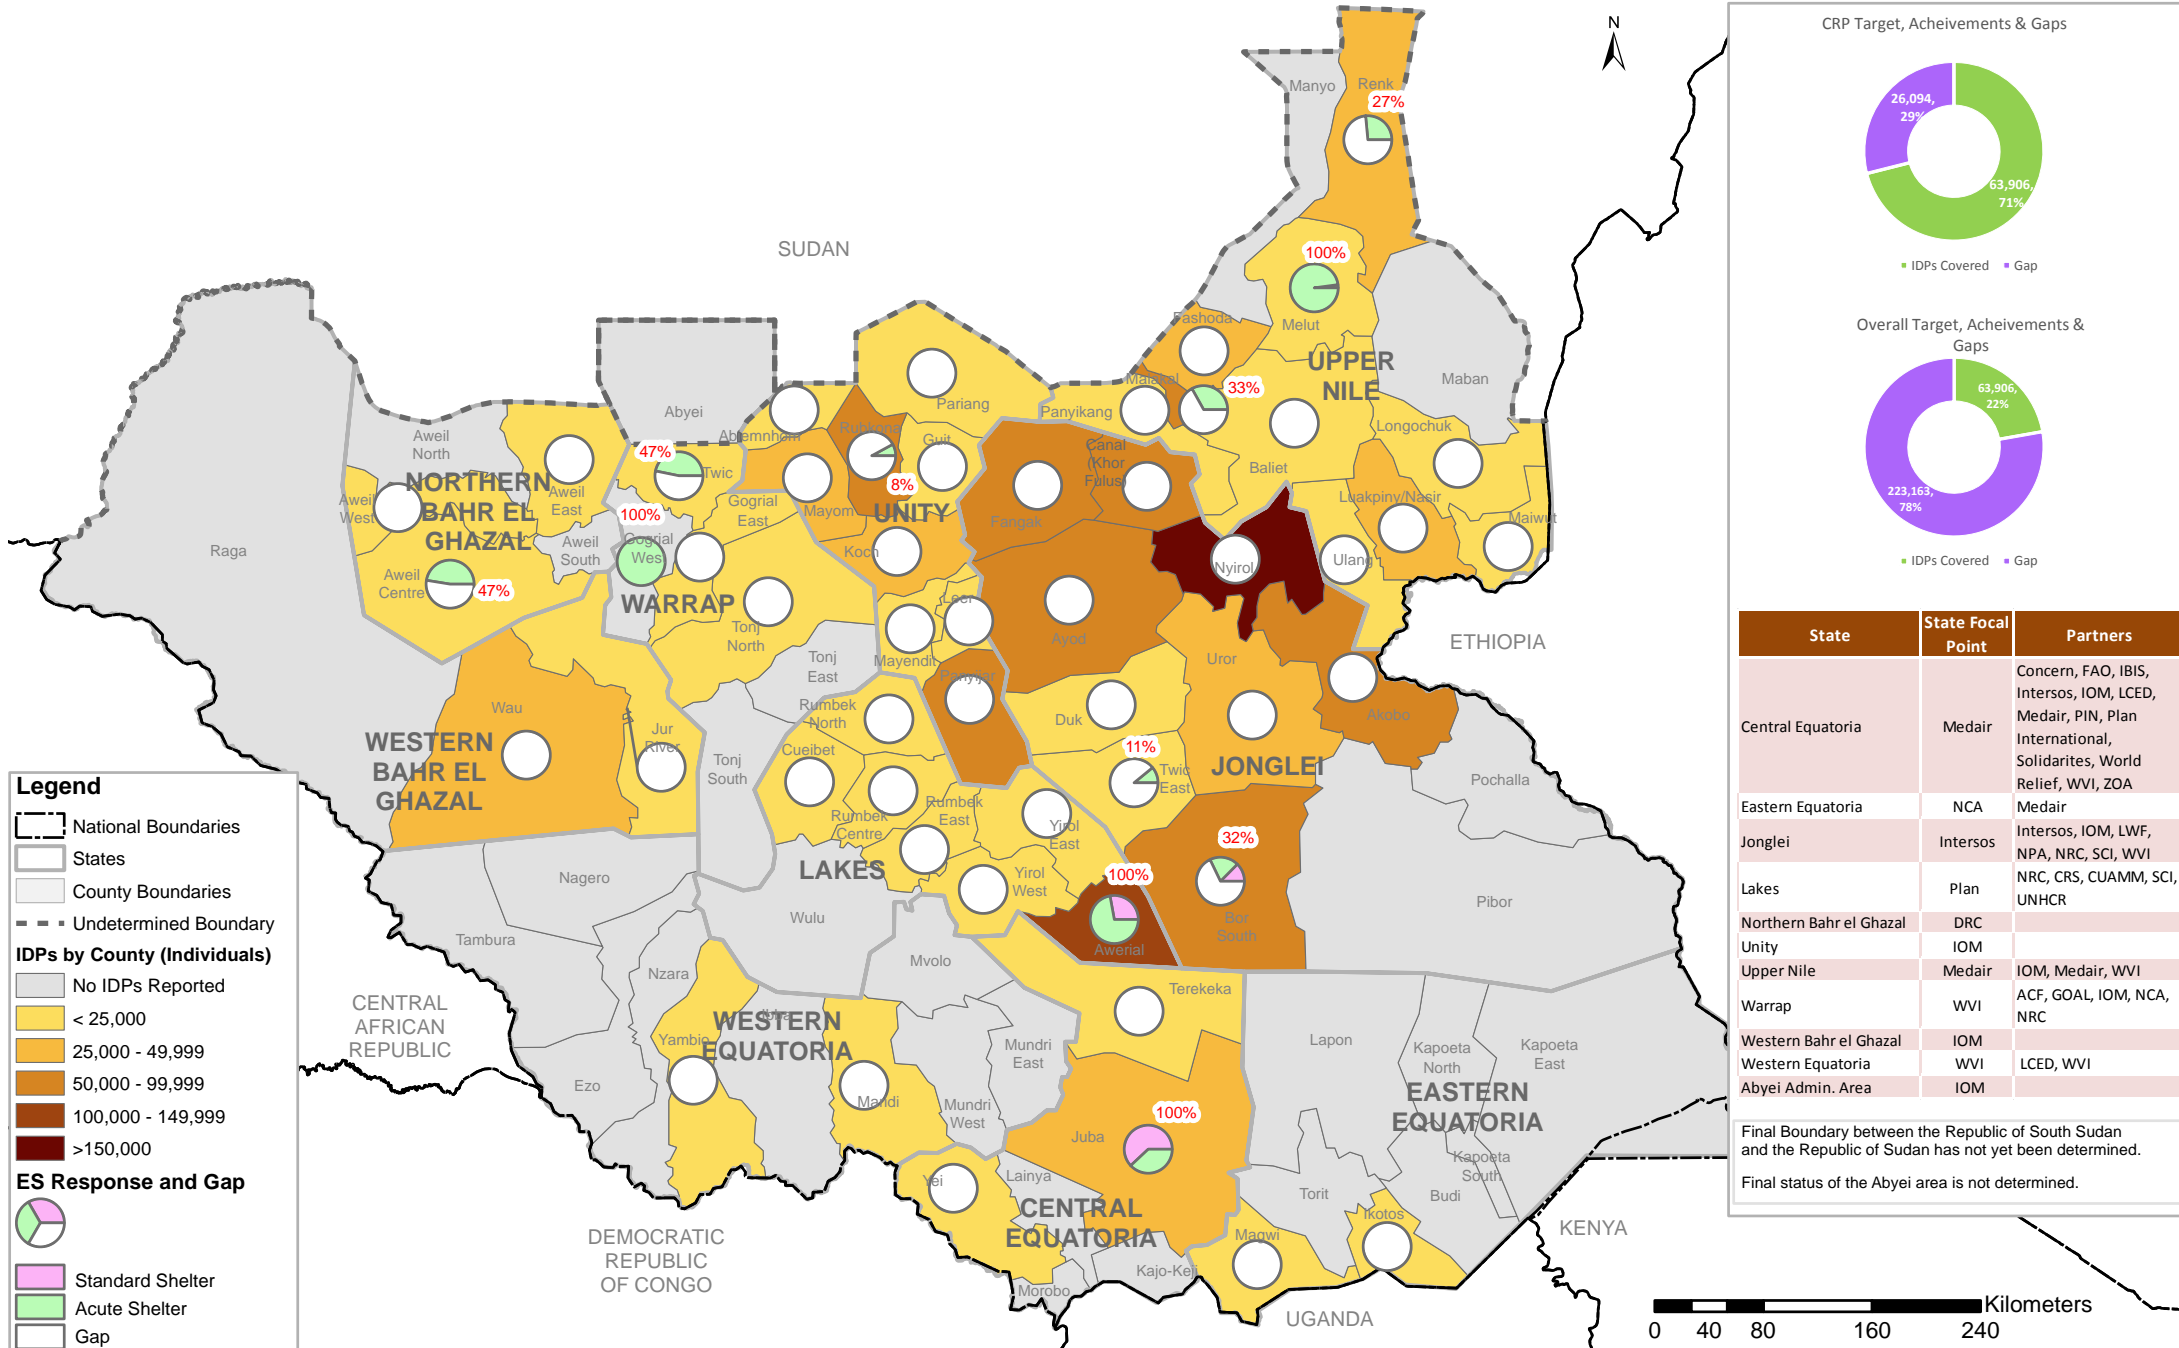 N
Manyo
Renk
27%
SUDAN
100%
Melut
Fashoda
UPPER
NILE
Maban
Malakal
33%
Panyikang
Pariang
Abyei
Abiemnhom
Rubkona
Guit
Longochuk
Aweil
North
47%
Twic
Canal
(Khor
Fulus)
Baliet
NORTHERN
BAHR EL
GHAZAL
Aweil
East
Aweil
West
Gogrial
East
Mayom
8%
UNITY
Fangak
Luakpiny/Nasir
Maiwut
100%
Raga
Aweil
South
Gogrial
Wes
Koch
Nyirol
Ulang
Aweil
Centre
47%
WARRAP
Leer
Ayod
ETHIOPIA
Tonj
North
Tonj
East
Mayendit
Uror
Panyijar
Wau
Rumbek
North
Duk
Akobo
WESTERN
BAHR EL
GHAZAL
Jur
River
Tonj
South
Cueibet
11%
Twic
East
JONGLEI
Pochalla
Rumbek
Centre
Rumbek
East
Yirol
East
32%
LAKES
Yirol
West
100%
Nagero
Wulu
Bor
South
Pibor
Awerial
Tambura
Nzara
Mvolo
Terekeka
CENTRAL
AFRICAN
REPUBLIC
Yambio
Ibba
WESTERN
EQUATORIA
Mundri
East
Lapon
Kapoeta
North
Kapoeta
East
Ezo
Maridi
Mundri
West
EASTERN
EQUATORIA
100%
Juba
Kapoeta
South
Yei
Lainya
Torit
Budi
CENTRAL
EQUATORIA
Ikotos
Magwi
KENYA
DEMOCRATIC
REPUBLIC
OF CONGO
Kajo-Keji
Morobo
UGANDA
Legend
National Boundaries
States
County Boundaries
Undetermined Boundary
IDPs by County (Individuals)
No IDPs Reported
< 25,000
25,000 - 49,999
50,000 - 99,999
100,000 - 149,999
>150,000
ES Response and Gap
Standard Shelter
Acute Shelter
Gap
CRP Target, Acheivements & Gaps
26,094,
29%
63,906,
71%
IDPs Covered Gap
Overall Target, Acheivements &
Gaps
63,906,
22%
223,163,
78%
IDPs Covered Gap
State State Focal Point Partners
Central Equatoria Medair Concern, FAO, IBIS,
Intersos, IOM, LCED,
Medair, PIN, Plan
International,
Solidarites, World
Relief, WVI, ZOA
Eastern Equatoria NCA Medair
Jonglei Intersos Intersos, IOM, LWF,
NPA, NRC, SCI, WVI
Lakes Plan NRC, CRS, CUAMM, SCI,
UNHCR
Northern Bahr el Ghazal DRC
Unity IOM
Upper Nile Medair IOM, Medair, WVI
Warrap WVI ACF, GOAL, IOM, NCA,
NRC
Western Bahr el Ghazal IOM
Western Equatoria WVI LCED, WVI
Abyei Admin. Area IOM
Final Boundary between the Republic of South Sudan
and the Republic of Sudan has not yet been determined.
Final status of the Abyei area is not determined.
Kilometers
0 40 80 160 240